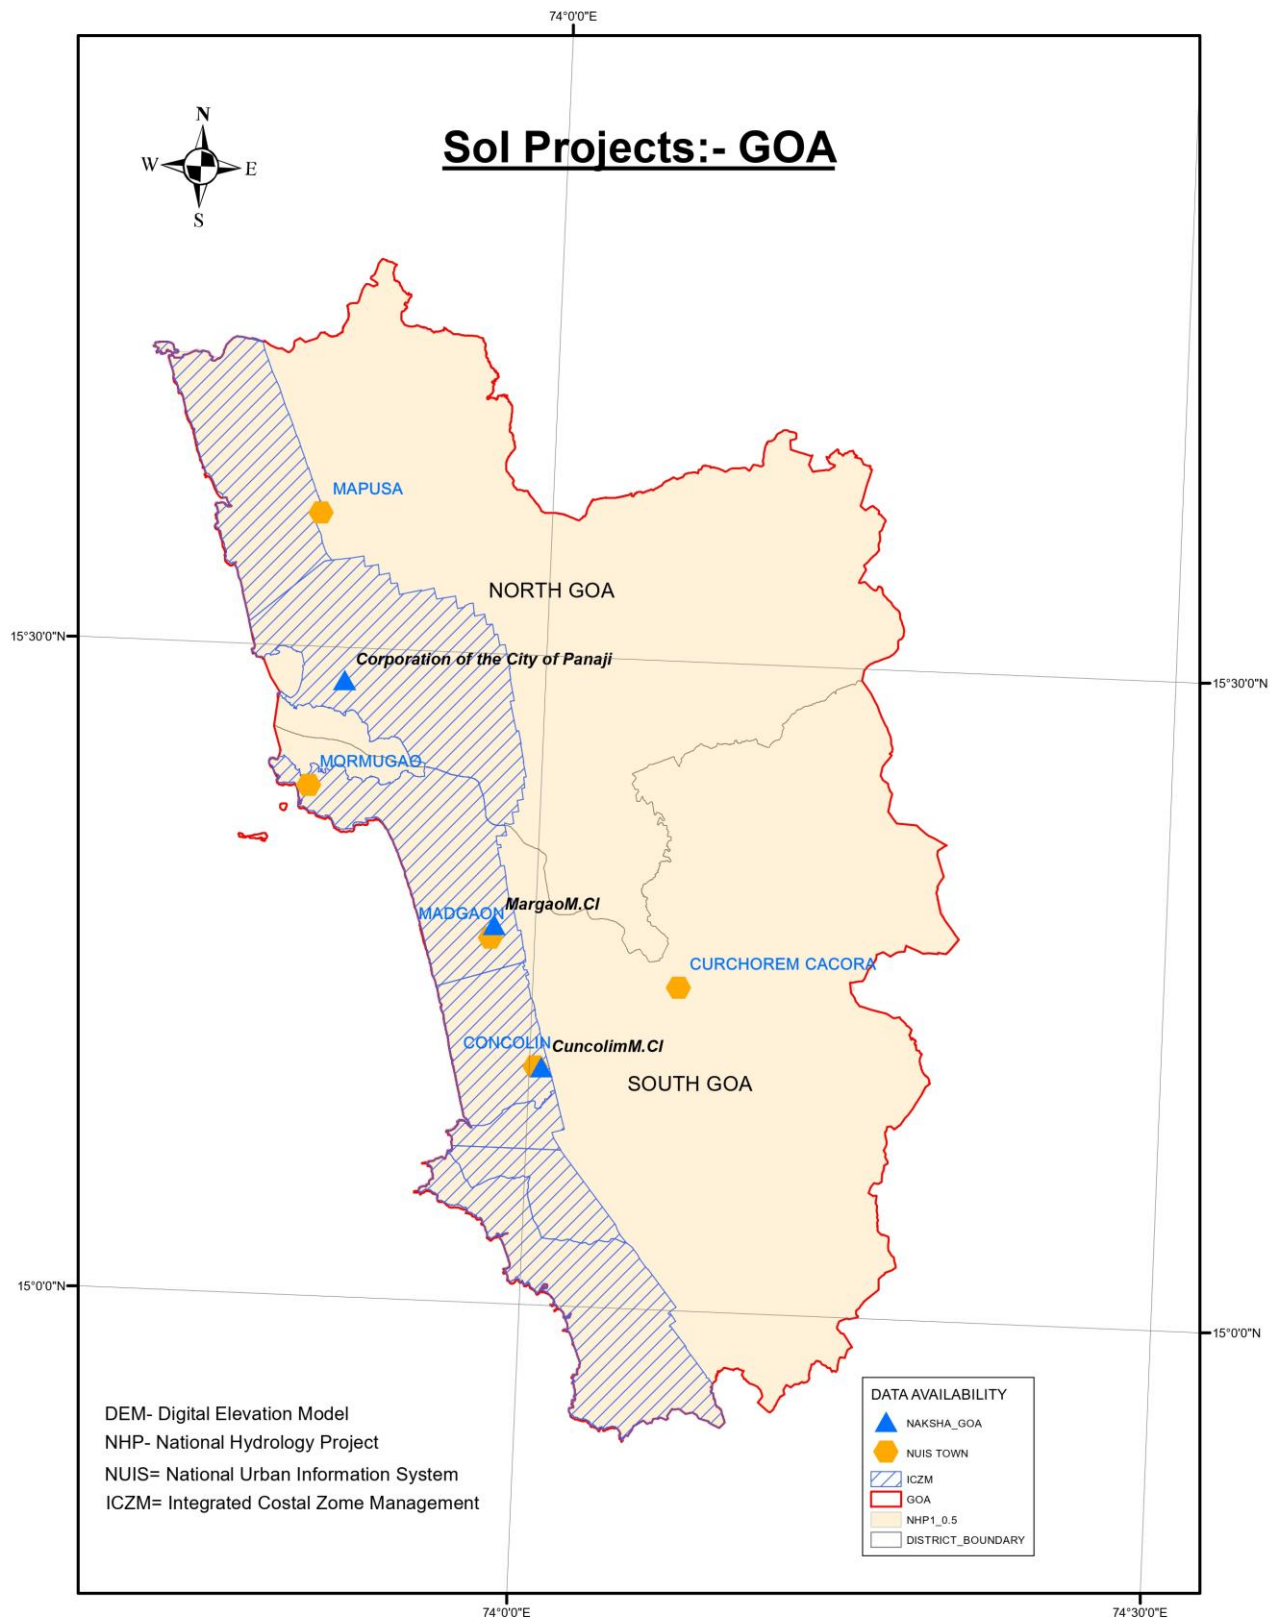 74°0'0"E
N
W E
S
Sol Projects:- GOA
MAPUSA
NORTH GOA
15°30'0"N
Corporation of the City of Panaji
15°30'0"N
MORMUGAO
MargaoM.Cl
MADGAON
CURCHOREM CACORA
CONCOLIN
CuncolimM.Cl
SOUTH GOA
15°0'0"N
15°0'0"N
DEM- Digital Elevation Model
NHP- National Hydrology Project
NUIS= National Urban Information System
ICZM= Integrated Costal Zome Management
DATA AVAILABILITY
NAKSHA_GOA
NUIS TOWN
ICZM
GOA
NHP1_0.5
DISTRICT_BOUNDARY
74°0'0"E
74°30'0"E